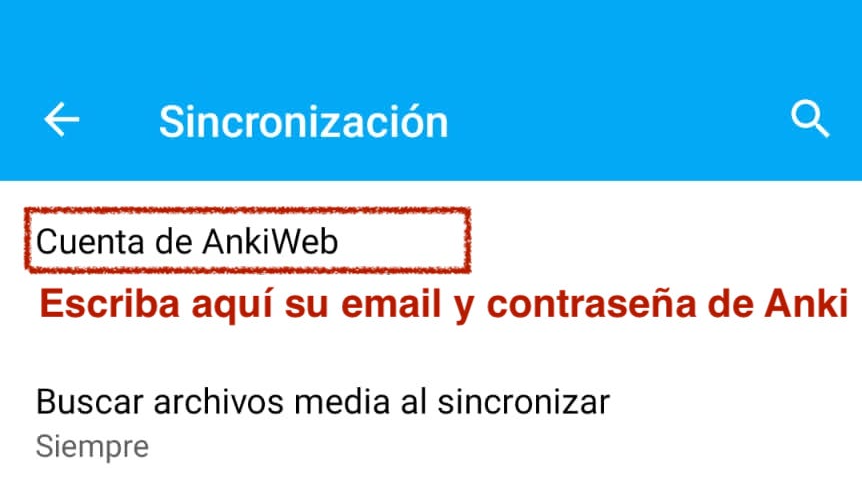 Sincronización
Cuenta de AnkiWeb
Escriba aquí su email y contraseña de Anki
Buscar archivos media al sincronizar
Siempre